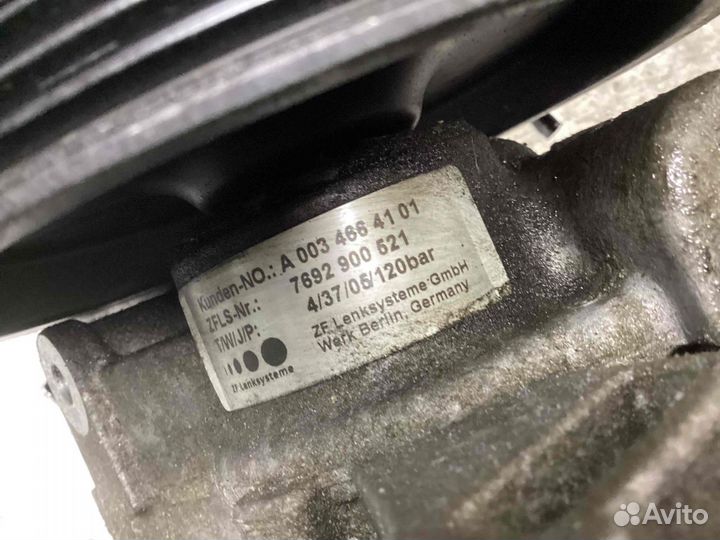 Kunden-NO.: A 003 466 41 01
ZFLS-Nr.: 7692 900 521
T/W/J/P: 4/37/05/120bar
ZF Lenksysteme GmbH
Werk Berlin, Germany
ZF Lenksysteme
Avito